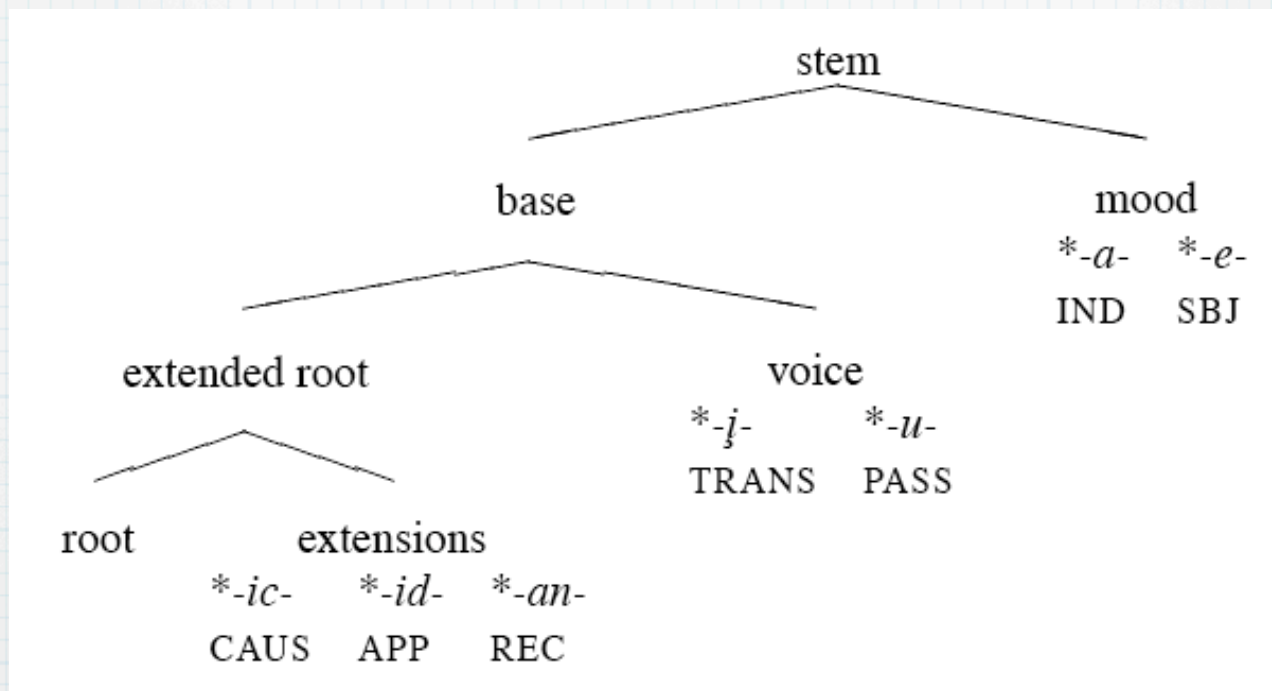 stem
base
mood
*-a- *-e-
IND SBJ
extended root
voice
*-i̧- *-u-
TRANS PASS
root extensions
*-ic- *-id- *-an-
CAUS APP REC